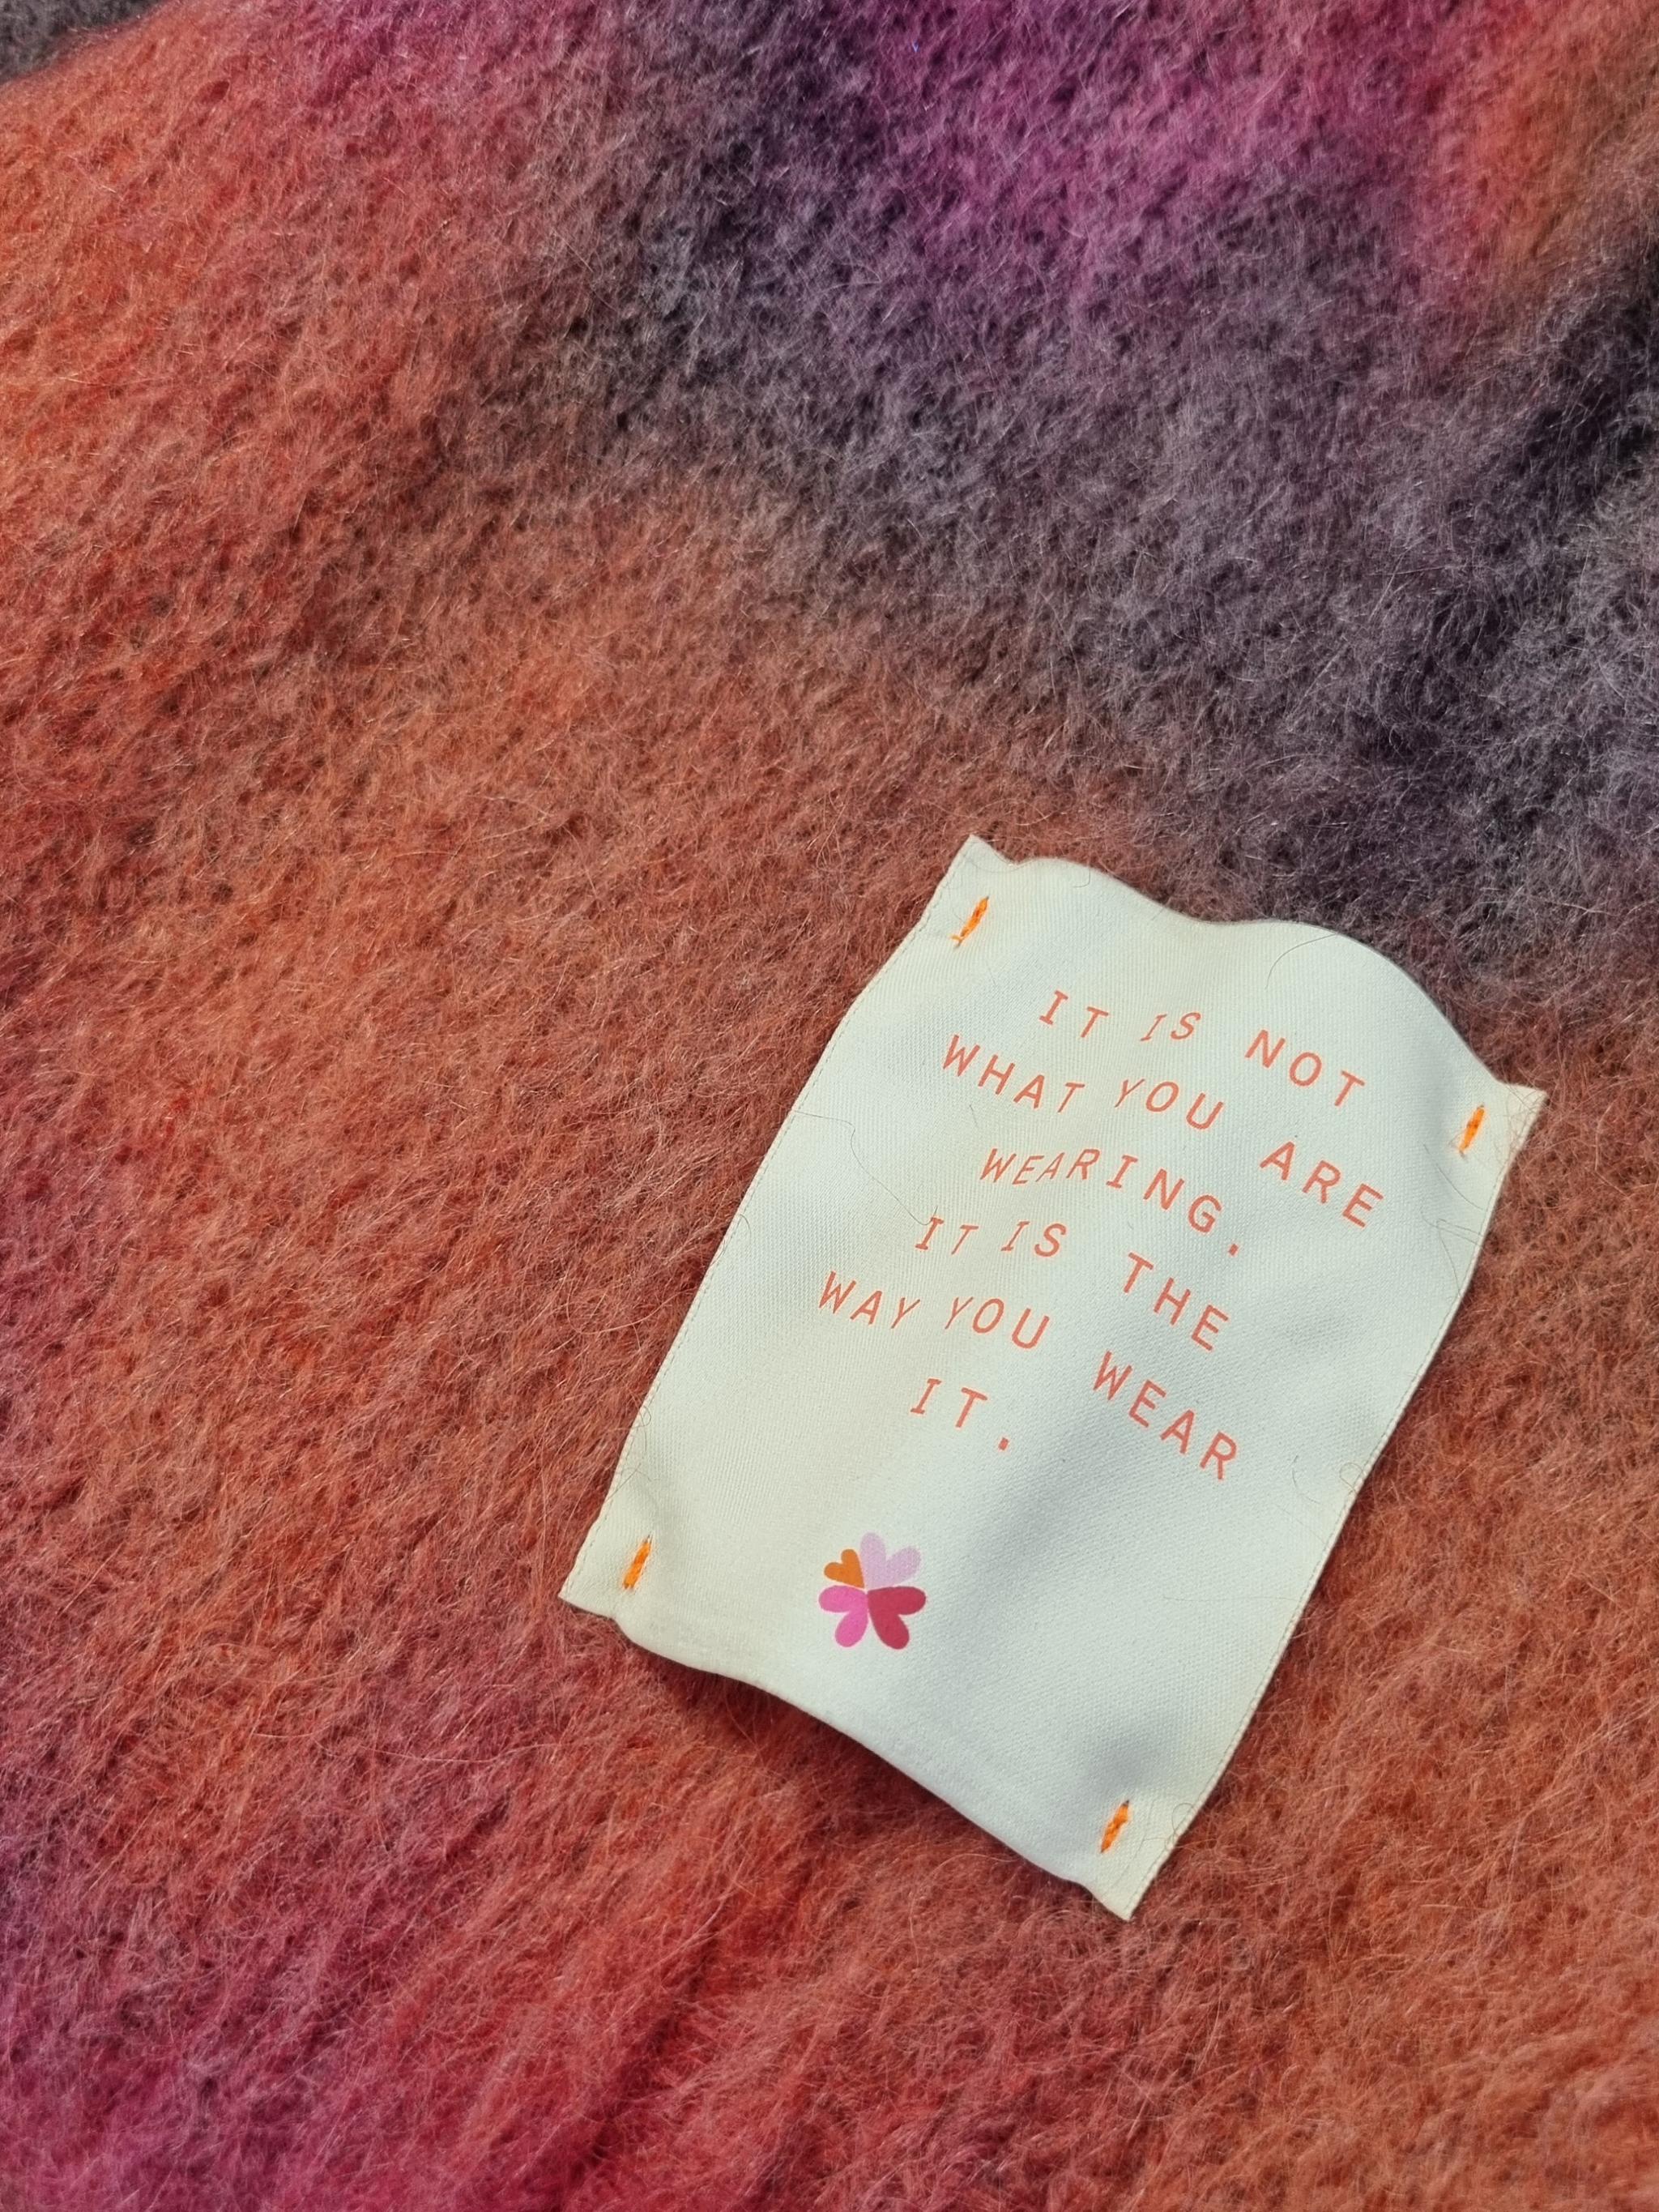 IT IS NOT
WHAT YOU ARE
WEARING.
IT IS THE
WAY YOU WEAR
IT.